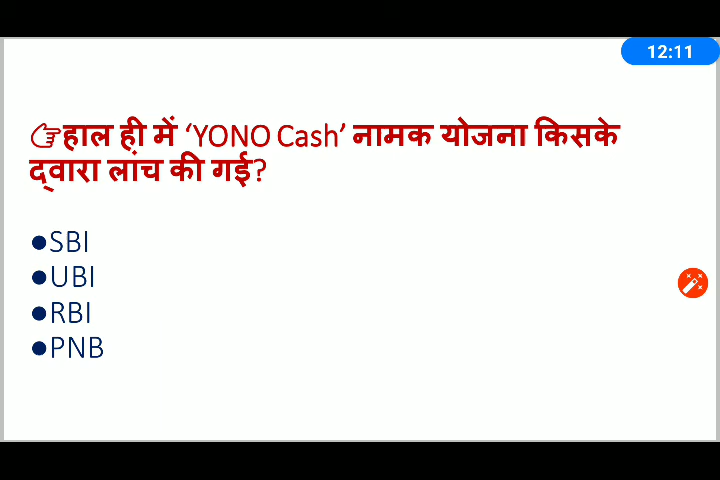 12:11
👉हाल ही में ‘YONO Cash’ नामक योजना किसके
द्वारा लांच की गई?
●SBI
●UBI
●RBI
●PNB